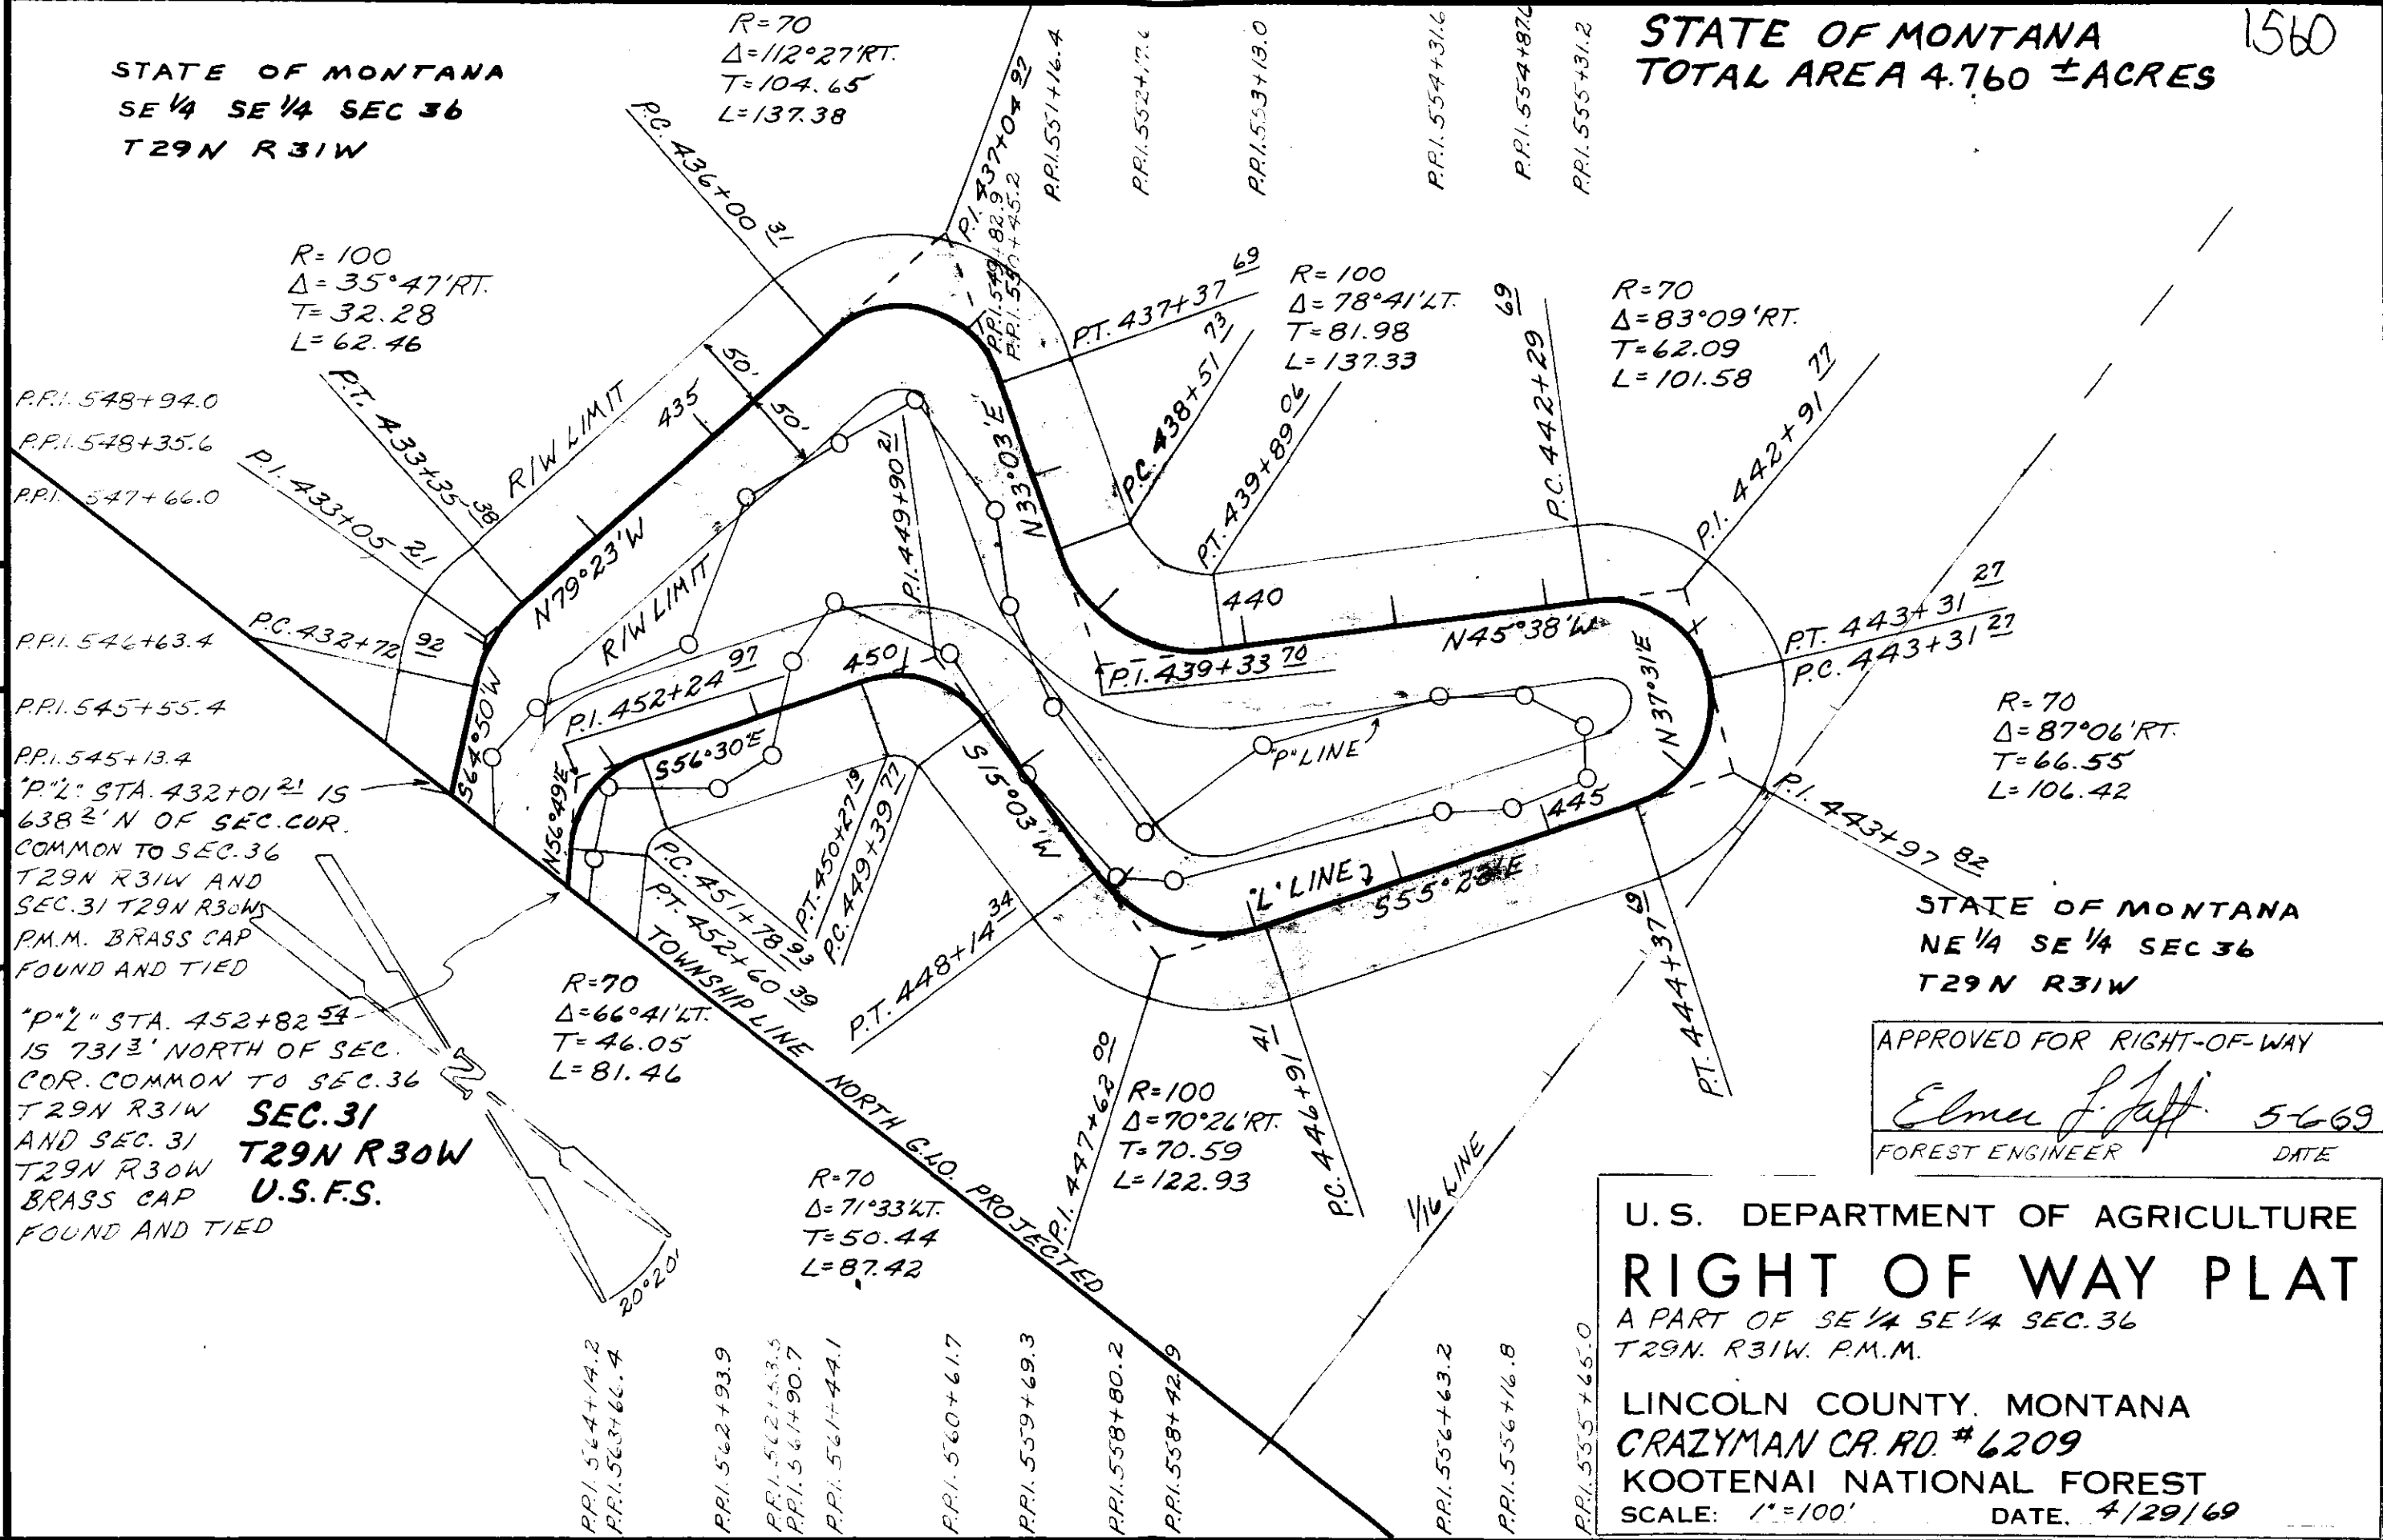 STATE OF MONTANA
SE 1/4 SE 1/4 SEC 36
T29N R31W
R=70
Δ=112°27'RT.
T=104.65
L=137.38
STATE OF MONTANA
TOTAL AREA 4.760 ± ACRES
1560
P.P.I. 551+16.4
P.P.I. 552+17.6
P.P.I. 553+13.0
P.P.I. 554+31.6
P.P.I. 554+87.6
P.P.I. 555+31.2
P.C. 436+00 31
P.I. 437+04 92
P.P.I. 549+82.9
P.P.I. 550+45.2
R= 100
Δ= 35°47'RT.
T= 32.28
L= 62.46
P.T. 437+37 69
R= 100
Δ= 78°41'LT.
T= 81.98
L= 137.33
R=70
Δ=83°09'RT.
T=62.09
L=101.58
P.P.I. 548+94.0
P.P.I. 548+35.6
P.P.I. 547+66.0
P.P.I. 546+63.4
P.P.I. 545+55.4
P.P.I. 545+13.4
P.T. 433+35 38
P.I. 433+05 21
P.C. 432+72 92
R/W LIMIT
435
50'
50'
N79°23'W
R/W LIMIT
S64°50'W
P.I. 449+90 21
N33°03'E
P.C. 438+51 73
P.T. 439+89 06
P.C. 442+29 69
P.I. 442+91 77
440
N45°38'W
P.I. 439+33 70
N37°31'E
P.T. 443+31 27
P.C. 443+31 27
R=70
Δ=87°06'RT.
T=66.55
L=106.42
P.I. 443+97 82
P.I. 452+24 97
450
S56°30'E
N56°49'E
S15°03'W
"P"LINE
445
"L" LINE
S55°23'E
"P"L" STA. 432+01 21 IS
638 2' N OF SEC. COR.
COMMON TO SEC. 36
T29N R31W AND
SEC. 31 T29N R30W
P.M.M. BRASS CAP
FOUND AND TIED
"P"L" STA. 452+82 54
IS 731 3' NORTH OF SEC.
COR. COMMON TO SEC. 36
T29N R31W
AND SEC. 31
T29N R30W
BRASS CAP
FOUND AND TIED
SEC. 31
T29N R30W
U.S.F.S.
N
20°20'
P.C. 451+78 93
P.T. 452+60 39
P.T. 450+27 19
P.C. 449+39 77
P.T. 448+14 34
TOWNSHIP LINE NORTH G.L.O. PROJECTED
R=70
Δ=66°41'LT.
T=46.05
L=81.46
R=70
Δ=71°33'LT.
T=50.44
L=87.42
P.I. 447+62 00
R=100
Δ=70°26'RT.
T=70.59
L=122.93
P.C. 446+91 41
1/16 LINE
P.T. 444+37 69
STATE OF MONTANA
NE 1/4 SE 1/4 SEC 36
T29N R31W
APPROVED FOR RIGHT-OF-WAY
Elmer J. Taft. 5-6-69
FOREST ENGINEER DATE
P.P.I. 564+14.2
P.P.I. 563+66.4
P.P.I. 562+93.9
P.P.I. 561+90.7
P.P.I. 561+44.1
P.P.I. 560+61.7
P.P.I. 559+69.3
P.P.I. 558+80.2
P.P.I. 558+42.9
P.P.I. 556+63.2
P.P.I. 556+16.8
P.P.I. 555+65.0
U.S. DEPARTMENT OF AGRICULTURE
RIGHT OF WAY PLAT
A PART OF SE 1/4 SE 1/4 SEC. 36
T29N. R31W. P.M.M.
LINCOLN COUNTY. MONTANA
CRAZYMAN CR. RD. #6209
KOOTENAI NATIONAL FOREST
SCALE: 1"=100' DATE. 4/29/69